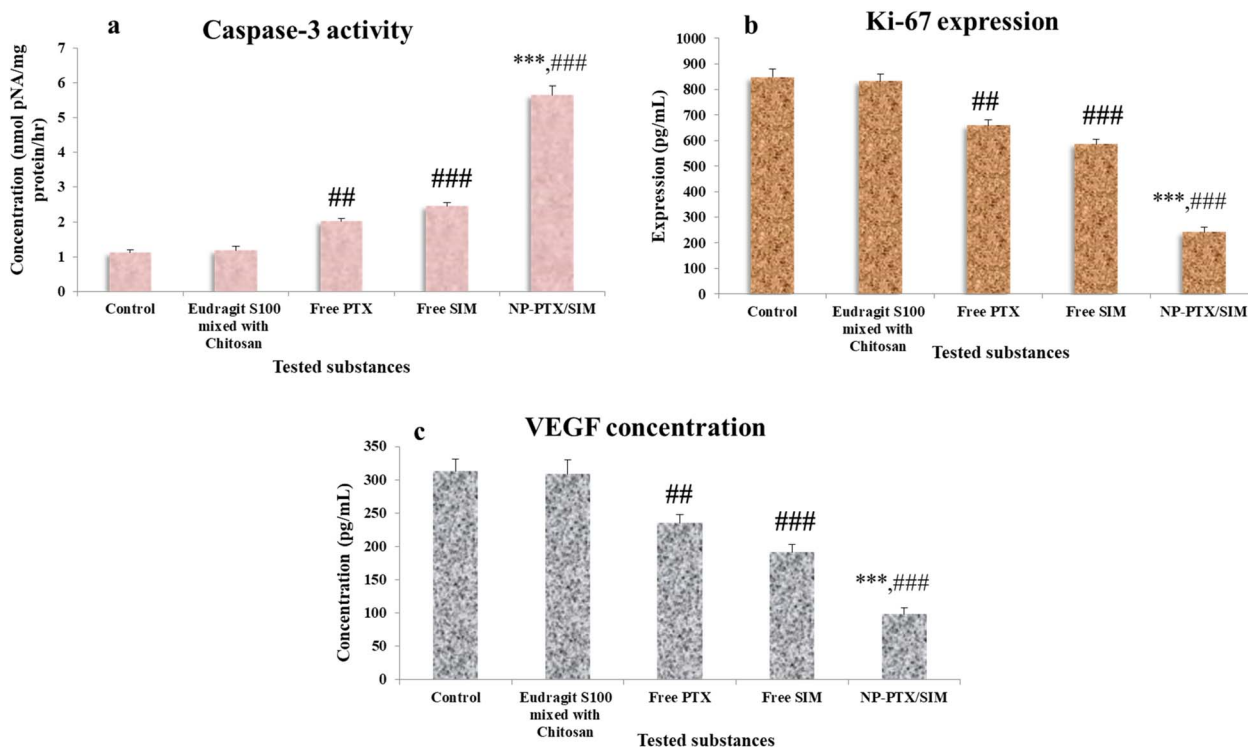 a
Caspase-3 activity
Concentration (nmol pNA/mg
protein/hr)
7
6
5
4
3
2
1
0
##
###
***,###
Control
Eudragit S100
mixed with
Chitosan
Free PTX
Free SIM
NP-PTX/SIM
Tested substances
b
Ki-67 expression
Expression (pg/mL)
1000
900
800
700
600
500
400
300
200
100
0
##
###
***,###
Control
Eudragit S100
mixed with
Chitosan
Free PTX
Free SIM
NP-PTX/SIM
Tested substances
c
VEGF concentration
Concentration (pg/mL)
350
300
250
200
150
100
50
0
##
###
***,###
Control
Eudragit S100
mixed with
Chitosan
Free PTX
Free SIM
NP-PTX/SIM
Tested substances